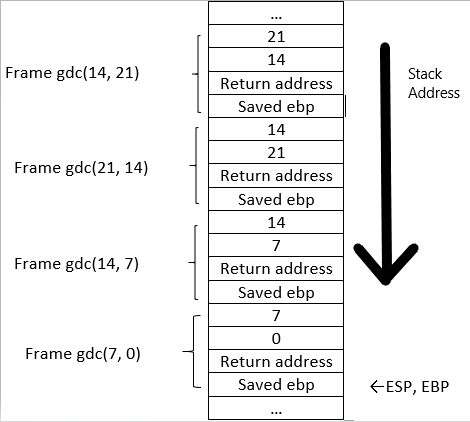 ...
21
14
Return address
Saved ebp
14
21
Return address
Saved ebp
14
7
Return address
Saved ebp
7
0
Return address
Saved ebp
...
Frame gdc(14, 21)
Frame gdc(21, 14)
Frame gdc(14, 7)
Frame gdc(7, 0)
Stack
Address
←ESP, EBP